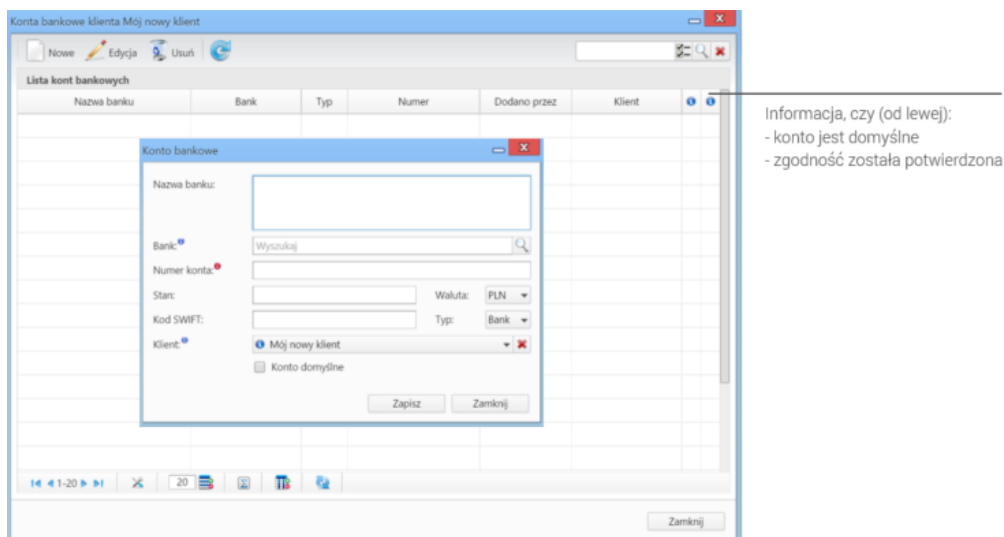 Konta bankowe klienta Mój nowy klient
Nowe Edycja Usuń
Lista kont bankowych
Nazwa banku Bank Typ Numer Dodano przez Klient
Informacja, czy (od lewej):
- konto jest domyślne
- zgodność została potwierdzona
Konto bankowe
Nazwa banku:
Bank: Wyszukaj
Numer konta:
Stan: Waluta: PLN
Kod SWIFT: Typ: Bank
Klient: Mój nowy klient
Konto domyślne
Zapisz Zamknij
1-20 20
Zamknij